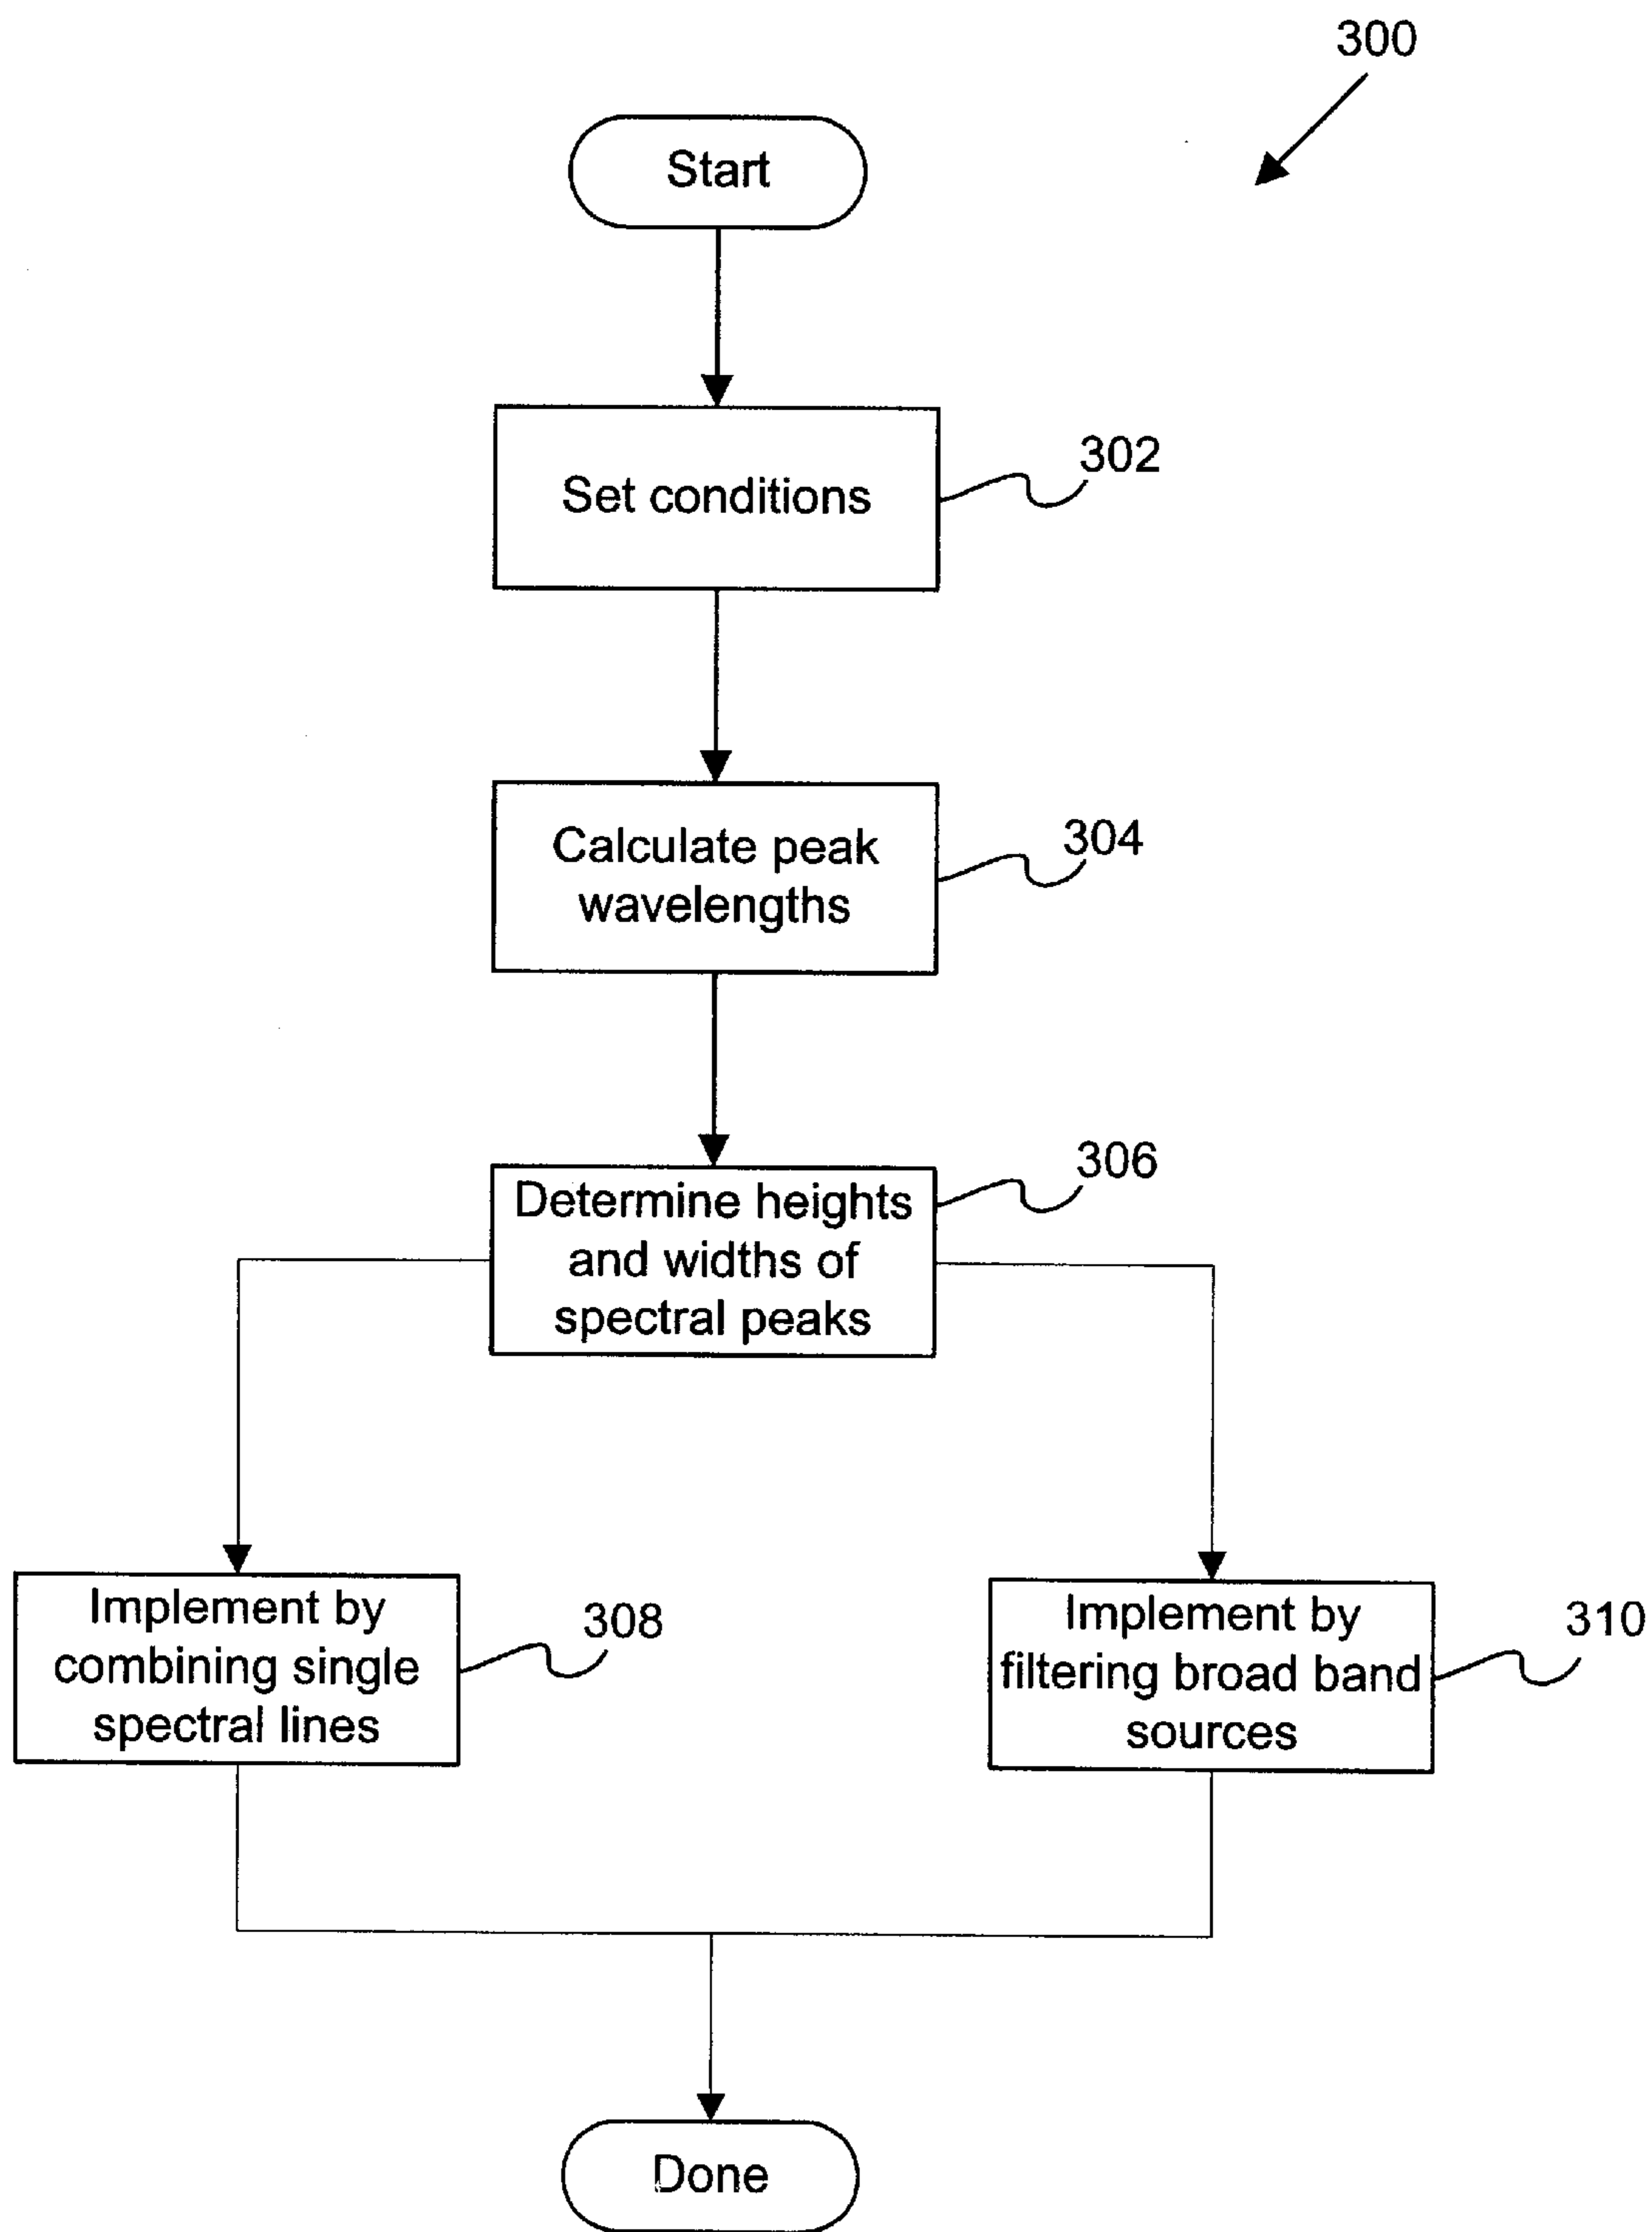 300
Start
Set conditions
302
Calculate peak
wavelengths
304
Determine heights
and widths of
spectral peaks
306
Implement by
combining single
spectral lines
308
Implement by
filtering broad band
sources
310
Done